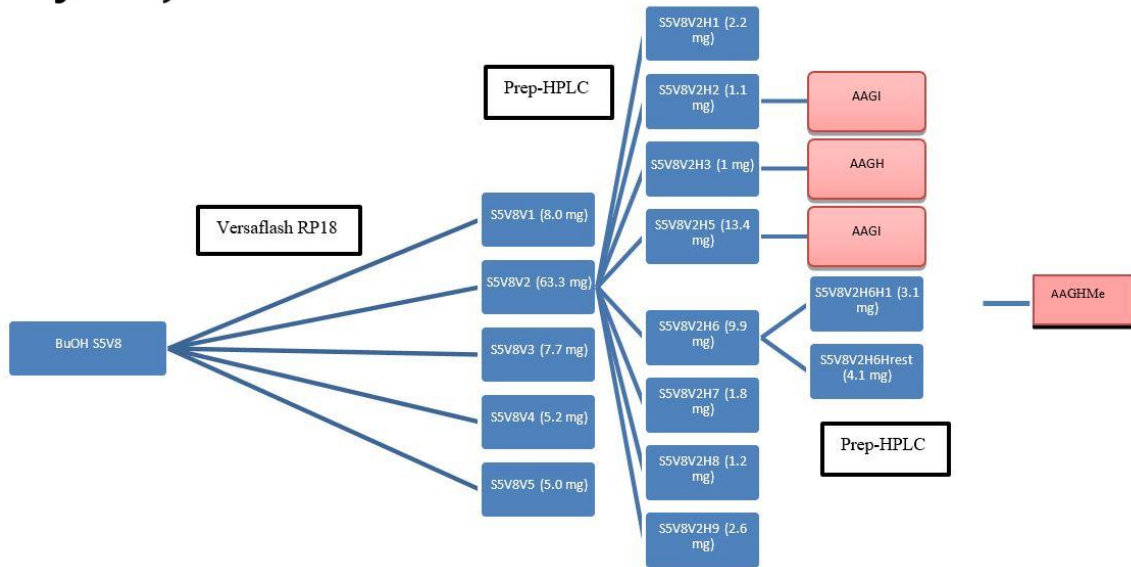 S5V8V2H1 (2.2
mg)
Prep-HPLC
S5V8V2H2 (1.1
mg)
AAGI
S5V8V2H3 (1 mg)
AAGH
Versaflash RP18
S5V8V1 (8.0 mg)
S5V8V2H5 (13.4
mg)
AAGI
S5V8V2 (63.3 mg)
S5V8V2H6H1 (3.1
mg)
AAGHMe
BuOH S5V8
S5V8V3 (7.7 mg)
S5V8V2H6 (9.9
mg)
S5V8V2H6Hrest
(4.1 mg)
S5V8V4 (5.2 mg)
S5V8V2H7 (1.8
mg)
Prep-HPLC
S5V8V5 (5.0 mg)
S5V8V2H8 (1.2
mg)
S5V8V2H9 (2.6
mg)